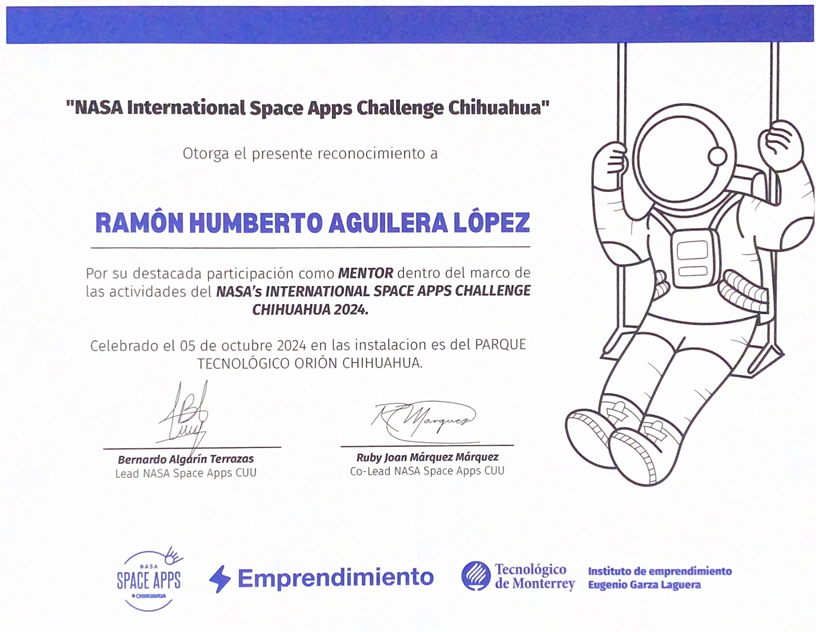 "NASA International Space Apps Challenge Chihuahua"
Otorga el presente reconocimiento a
RAMÓN HUMBERTO AGUILERA LÓPEZ
Por su destacada participación como MENTOR dentro del marco de
las actividades del NASA's INTERNATIONAL SPACE APPS CHALLENGE
CHIHUAHUA 2024.
Celebrado el 05 de octubre 2024 en las instalacion es del PARQUE
TECNOLÓGICO ORIÓN CHIHUAHUA.
R Marquez
Bernardo Algarín Terrazas
Lead NASA Space Apps CUU
Ruby Joan Márquez Márquez
Co-Lead NASA Space Apps CUU
NASA
SPACE APPS
CHIHUAHUA
Emprendimiento
Tecnológico
de Monterrey
Instituto de emprendimiento
Eugenio Garza Laguera